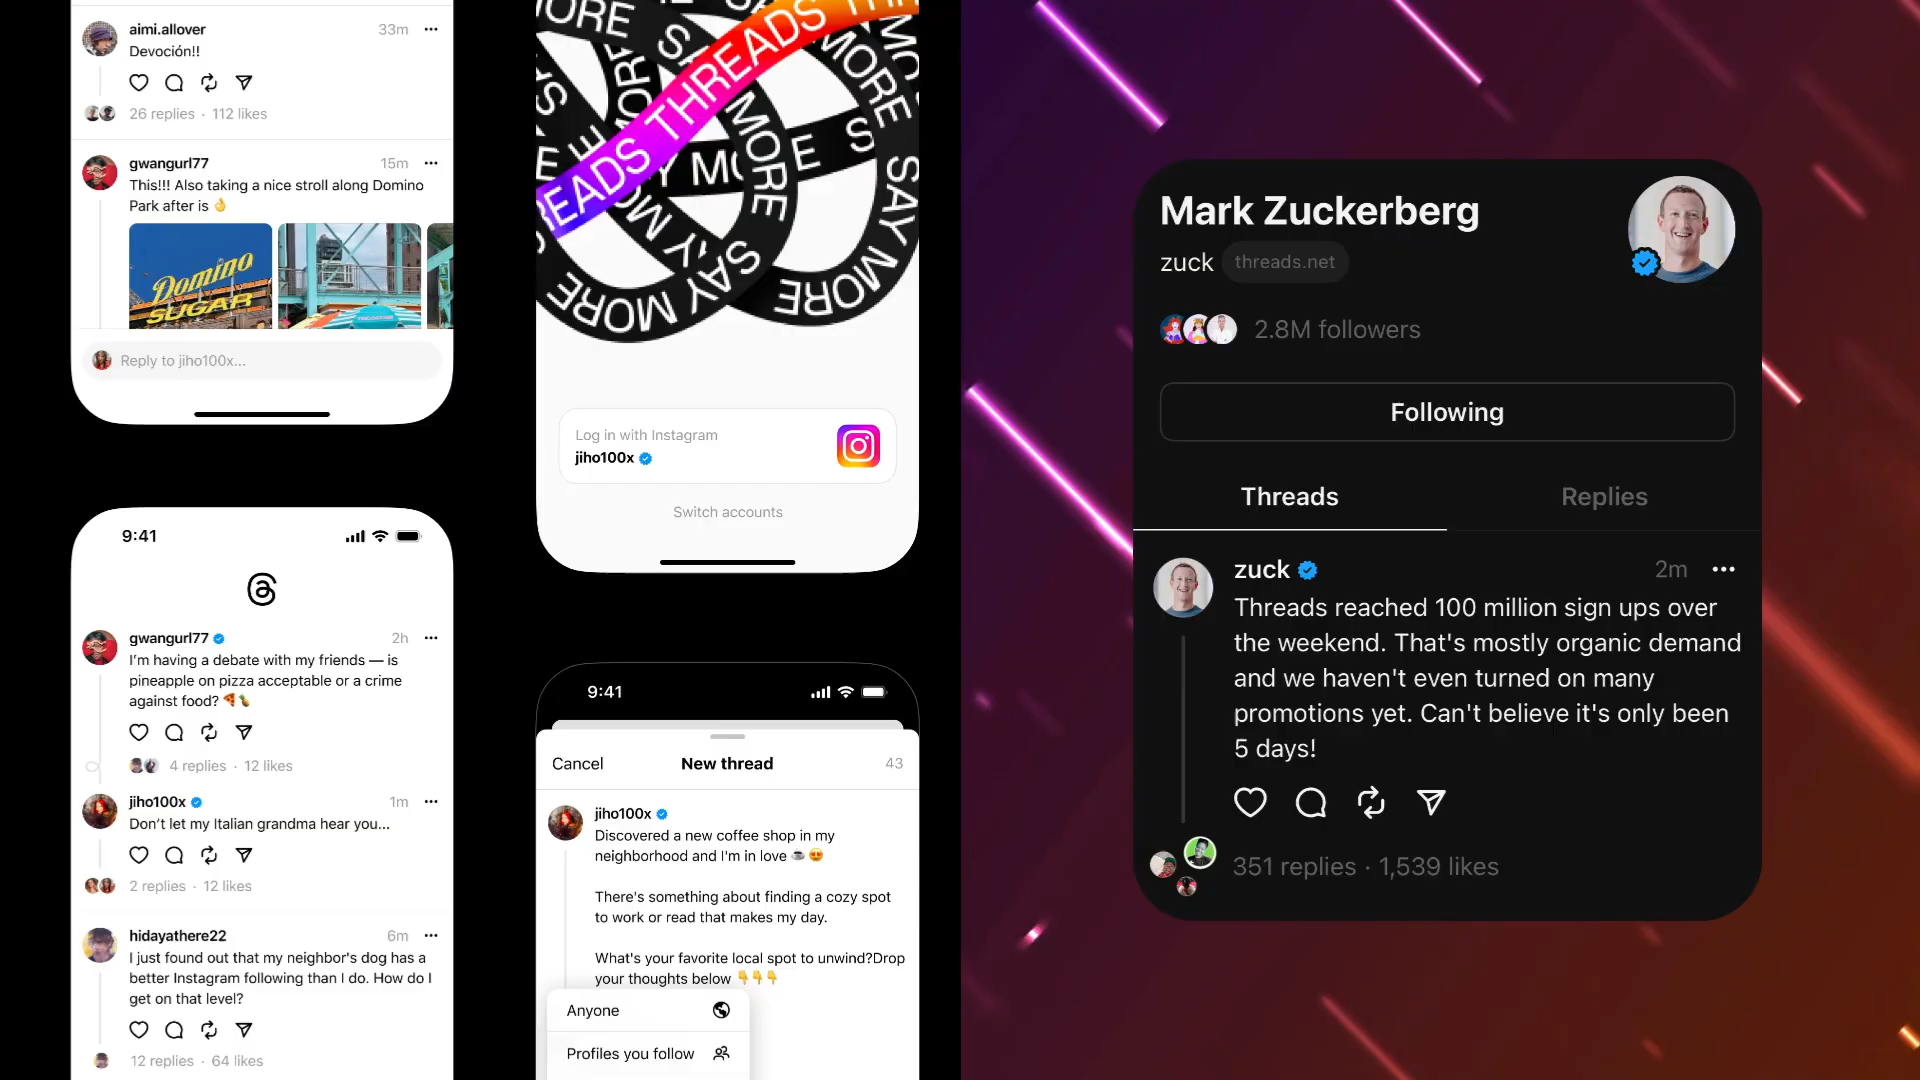 aimi.allover 33m
Devoción!!
26 replies · 112 likes
gwangurl77 15m
This!!! Also taking a nice stroll along Domino
Park after is 👌
Domino
SUGAR
Reply to jiho100x...
9:41
gwangurl77 2h
I’m having a debate with my friends — is
pineapple on pizza acceptable or a crime
against food? 🍕🍍
4 replies · 12 likes
jiho100x 1m
Don’t let my Italian grandma hear you...
2 replies · 12 likes
hidayathere22 6m
I just found out that my neighbor's dog has a
better Instagram following than I do. How do I
get on that level?
12 replies · 64 likes
THREADS
SAY MORE
SAY MORE
SAY MORE
Log in with Instagram
jiho100x
Switch accounts
9:41
Cancel New thread 43
jiho100x
Discovered a new coffee shop in my
neighborhood and I'm in love ☕😍
There's something about finding a cozy spot
to work or read that makes my day.
What's your favorite local spot to unwind?Drop
your thoughts below 👇👇👇
Anyone
Profiles you follow
Mark Zuckerberg
zuck threads.net
2.8M followers
Following
Threads Replies
zuck 2m
Threads reached 100 million sign ups over
the weekend. That's mostly organic demand
and we haven't even turned on many
promotions yet. Can't believe it's only been
5 days!
351 replies · 1,539 likes